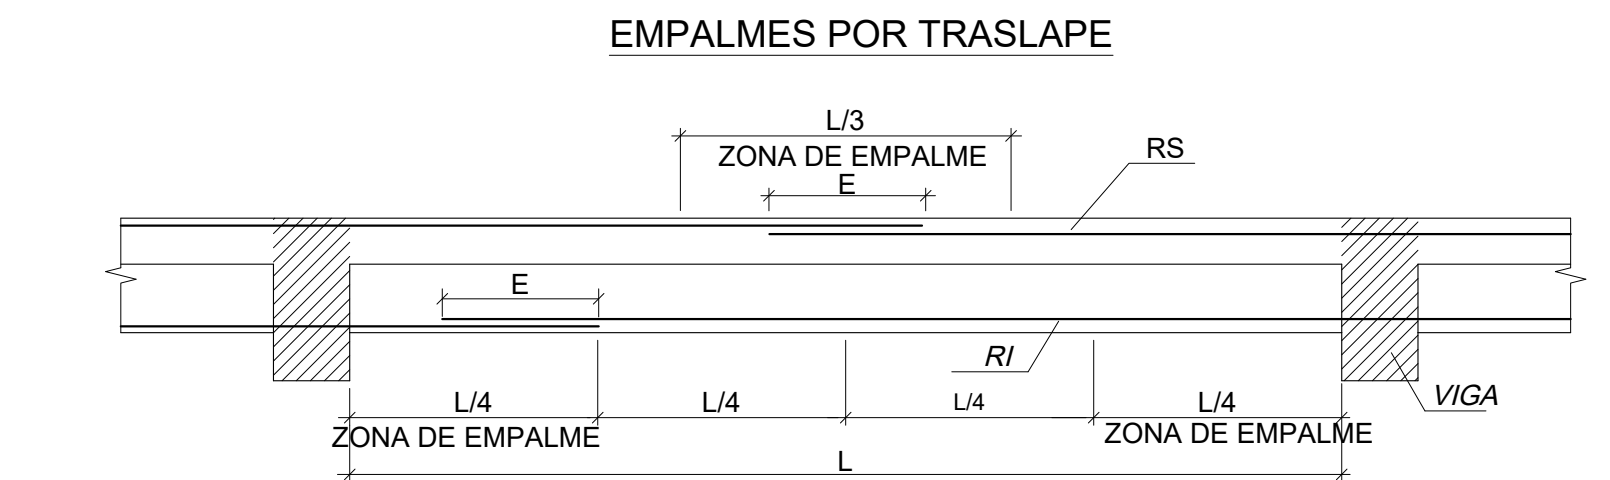 EMPALMES POR TRASLAPE
L/3
ZONA DE EMPALME
RS
E
E
RI
VIGA
L/4
L/4
L/4
L/4
ZONA DE EMPALME
ZONA DE EMPALME
L